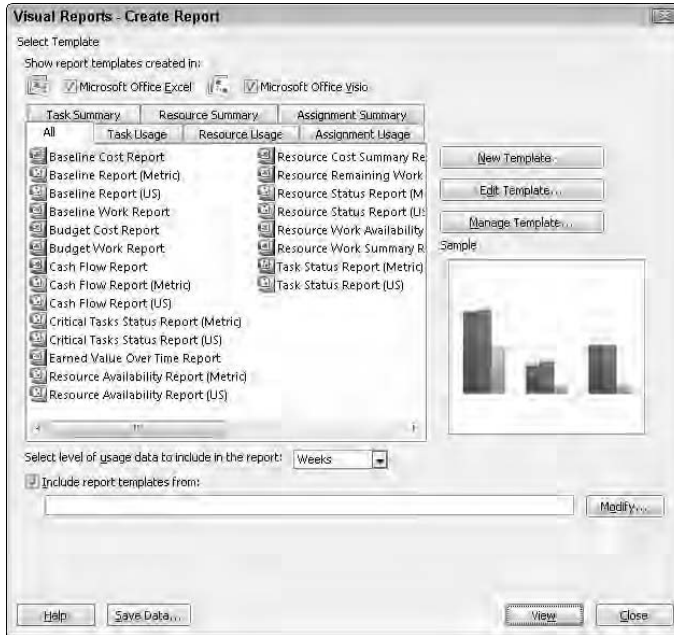 Visual Reports - Create Report
Select Template
Show report templates created in:
Microsoft Office Excel Microsoft Office Visio
Task Summary Resource Summary Assignment Summary
All Task Usage Resource Usage Assignment Usage
Baseline Cost Report
Baseline Report (Metric)
Baseline Report (US)
Baseline Work Report
Budget Cost Report
Budget Work Report
Cash Flow Report
Cash Flow Report (Metric)
Cash Flow Report (US)
Critical Tasks Status Report (Metric)
Critical Tasks Status Report (US)
Earned Value Over Time Report
Resource Availability Report (Metric)
Resource Availability Report (US)
Resource Cost Summary Re
Resource Remaining Work
Resource Status Report (M
Resource Status Report (U
Resource Work Availability
Resource Work Summary R
Task Status Report (Metric)
Task Status Report (US)
New Template
Edit Template...
Manage Template...
Sample
Select level of usage data to include in the report: Weeks
Include report templates from:
Modify...
Help Save Data... View Close